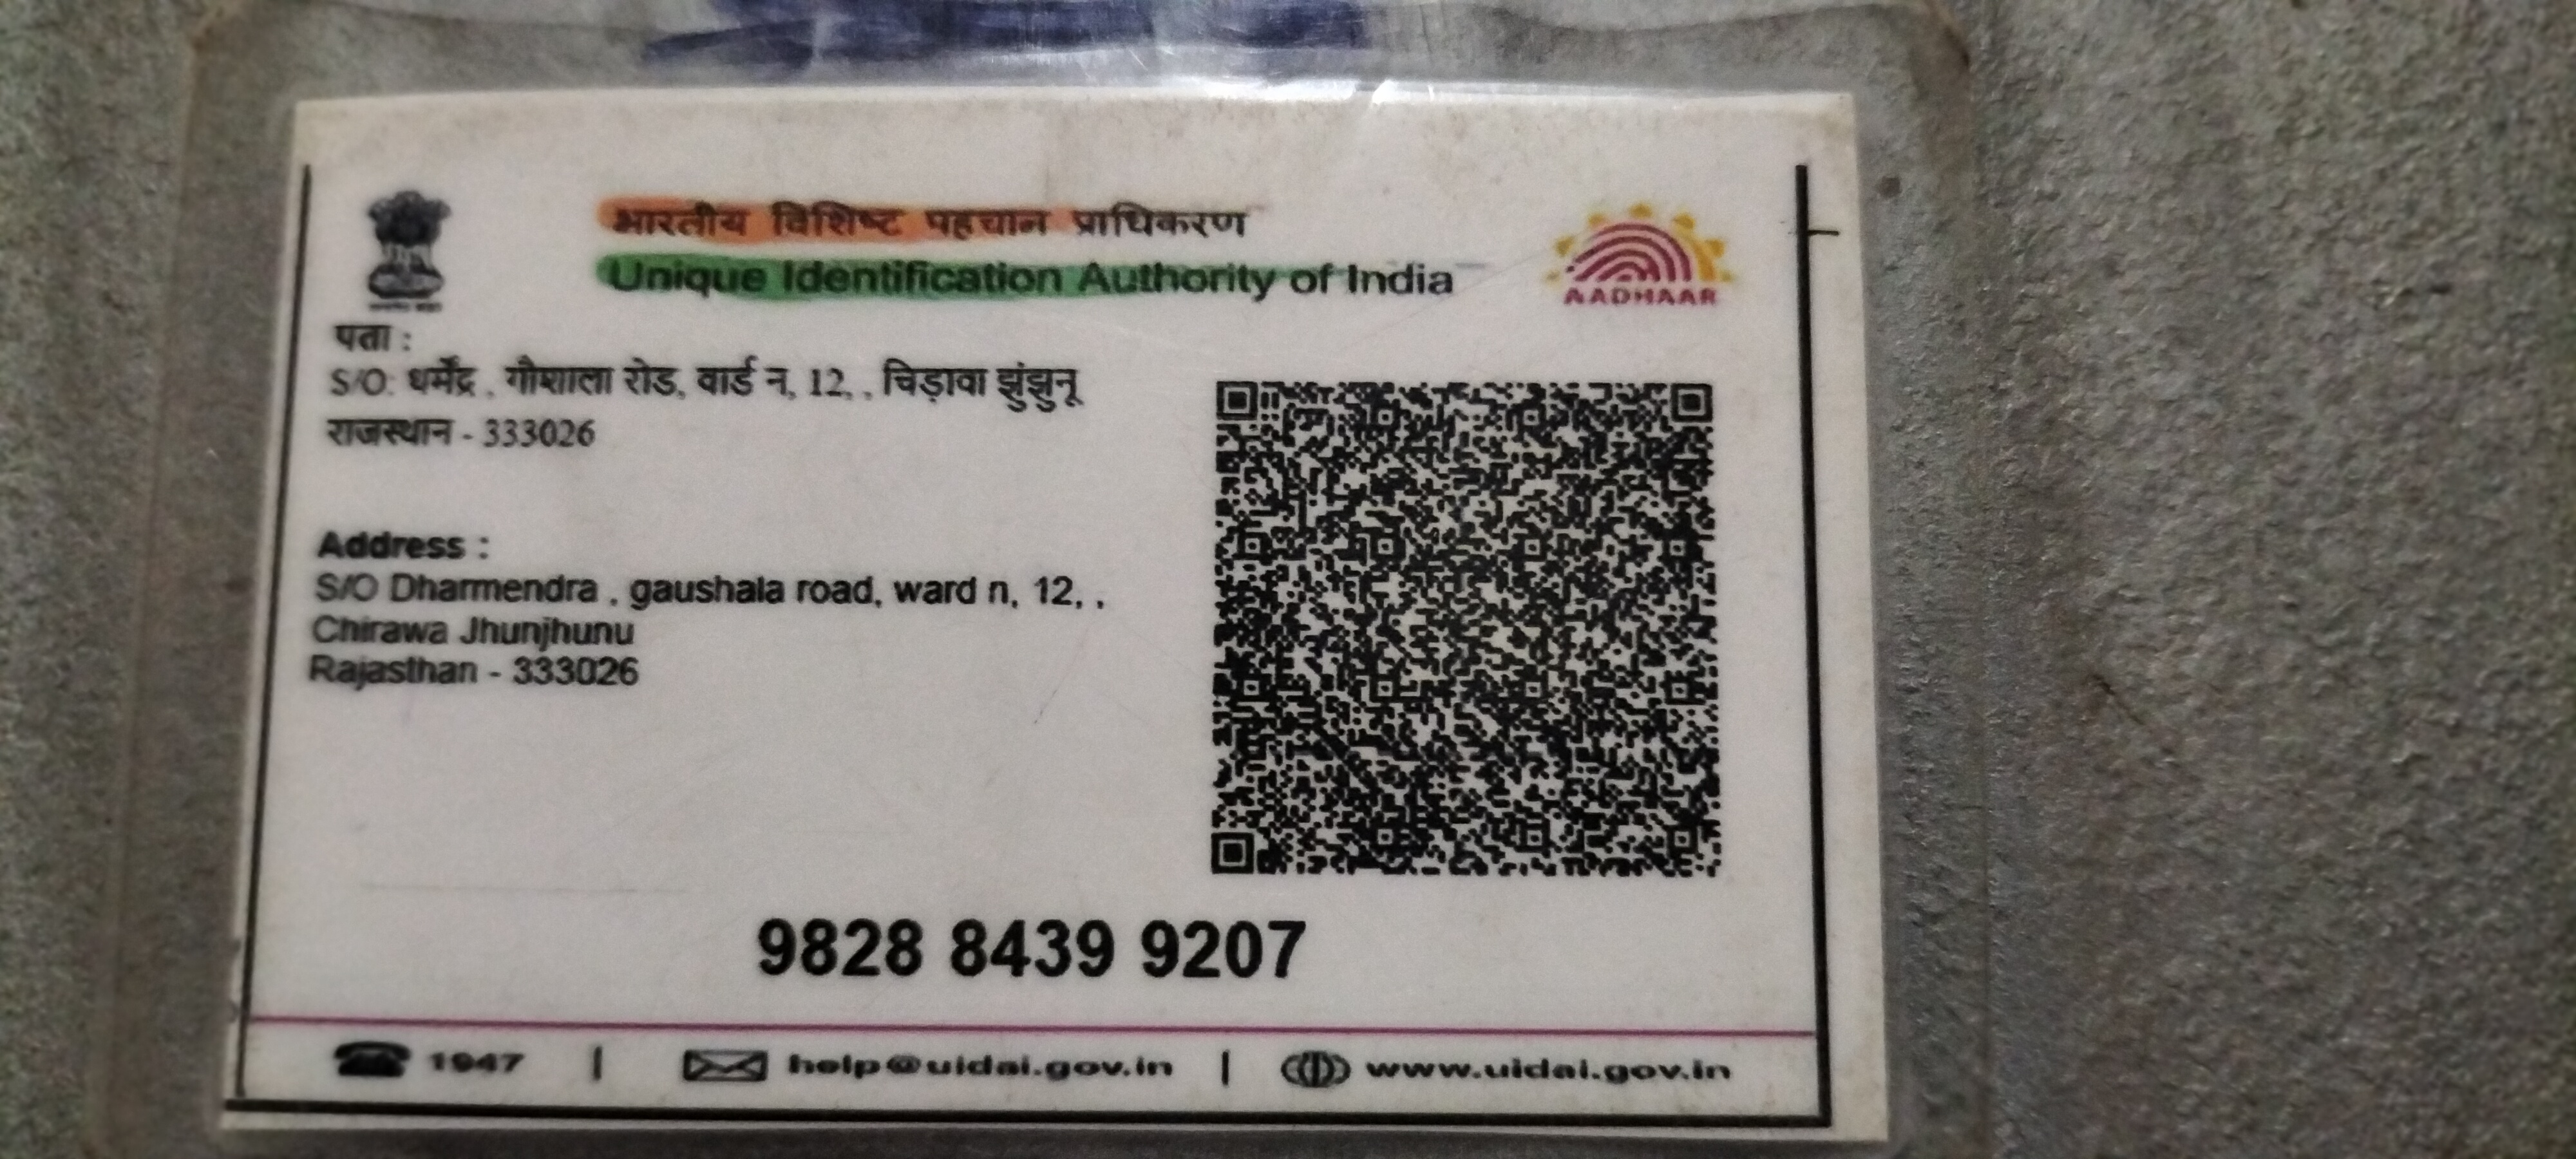 भारतीय विशिष्ट पहचान प्राधिकरण
Unique Identification Authority of India
AADHAAR
पता :
S/O: धर्मेंद्र , गौशाला रोड, वार्ड न, 12, , चिड़ावा झुंझुनू
राजस्थान - 333026
Address :
S/O Dharmendra , gaushala road, ward n, 12, ,
Chirawa Jhunjhunu
Rajasthan - 333026
9828 8439 9207
1947 | help@uidai.gov.in | www.uidai.gov.in